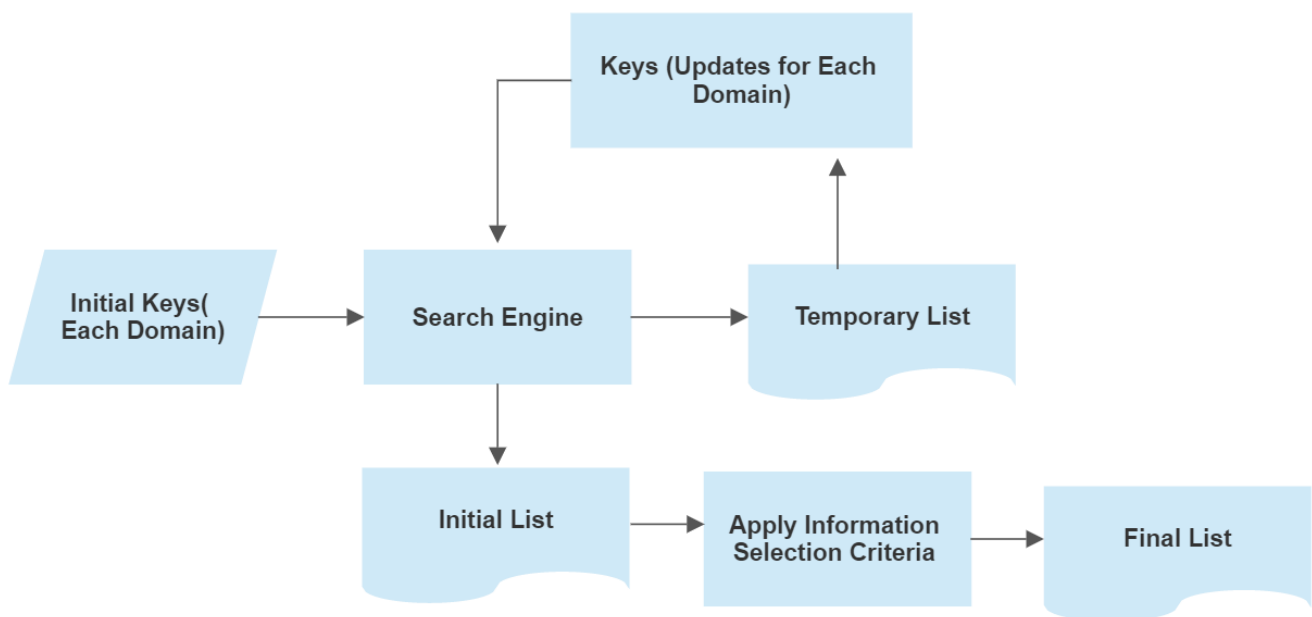 Keys (Updates for Each
Domain)
Initial Keys(
Each Domain)
Search Engine
Temporary List
Initial List
Apply Information
Selection Criteria
Final List